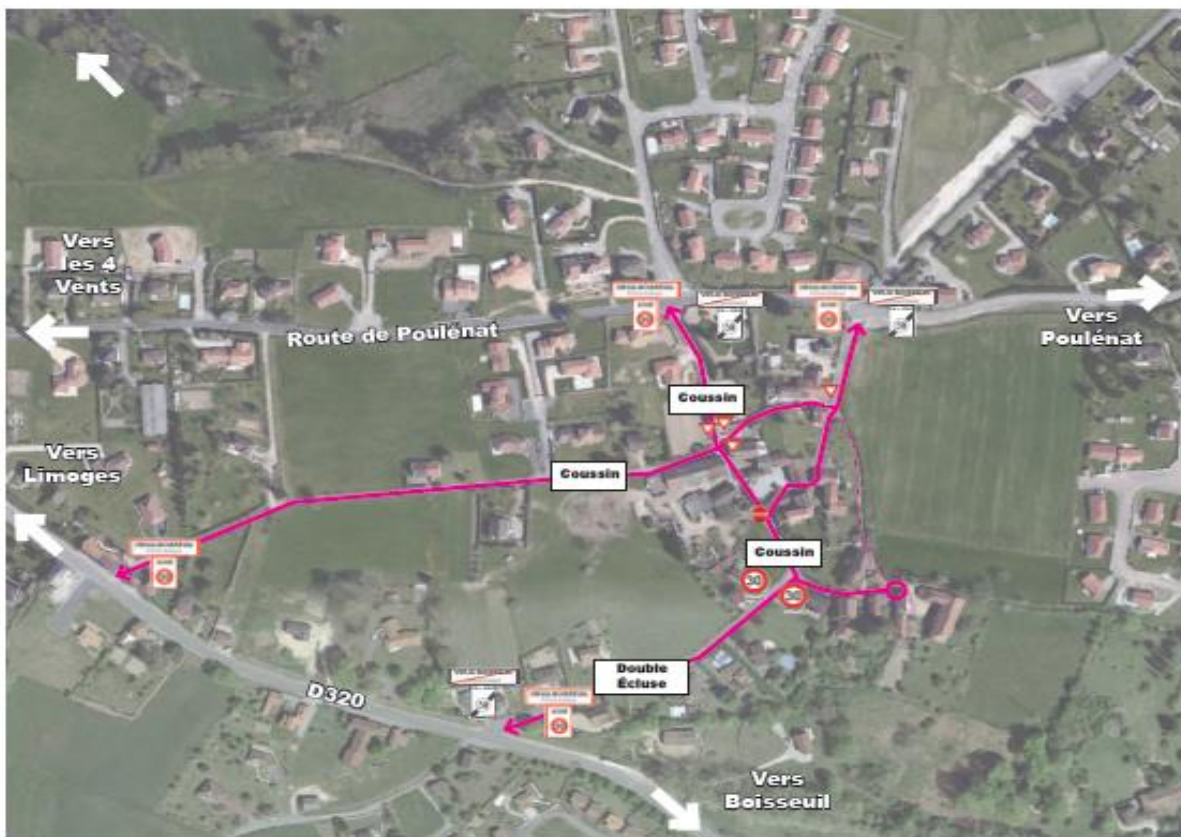 Vers
les 4
Vents
Route de Poulénat
Vers
Poulénat
Coussin
Vers
Limoges
Coussin
30
Coussin
30
Double
Écluse
D320
Vers
Boisseuil